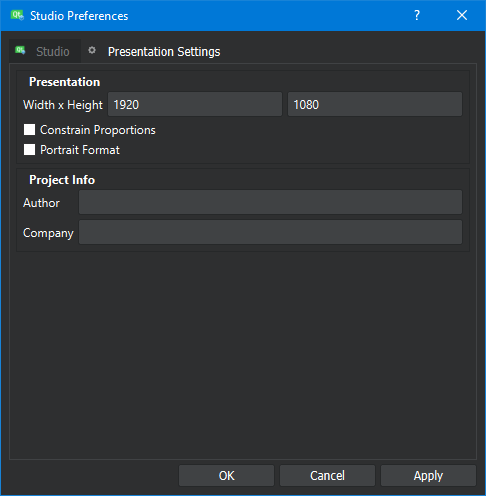 Studio Preferences
Studio Presentation Settings
Presentation
Width x Height 1920 1080
Constrain Proportions
Portrait Format
Project Info
Author
Company
OK Cancel Apply